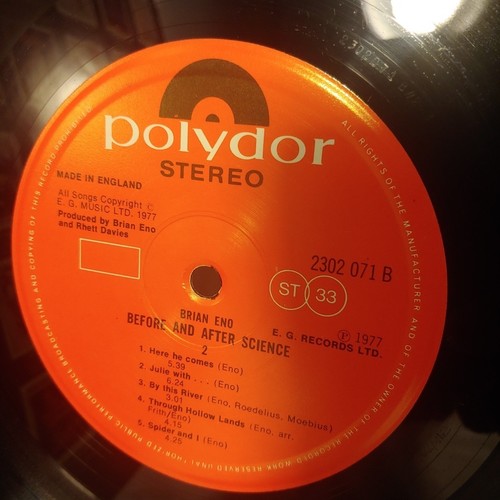 polydor
STEREO
MADE IN ENGLAND
All Songs Copyright ©
E. G. MUSIC LTD. 1977
Produced by Brian Eno
and Rhett Davies
2302 071 B
ST 33
BRIAN ENO
BEFORE AND AFTER SCIENCE
2
℗ 1977
E. G. RECORDS LTD.
1. Here he comes (Eno)
5.39
2. Julie with . . . (Eno)
6.24
3. By this River (Eno, Roedelius, Moebius)
3.01
4. Through Hollow Lands (Eno, arr.
Frith/Eno)
4.15
5. Spider and I (Eno)
4.25
ALL RIGHTS OF THE MANUFACTURER AND OF THE OWNER OF THE RECORDED WORK RESERVED
PUBLIC PERFORMANCE BROADCASTING AND COPYING OF THIS RECORD